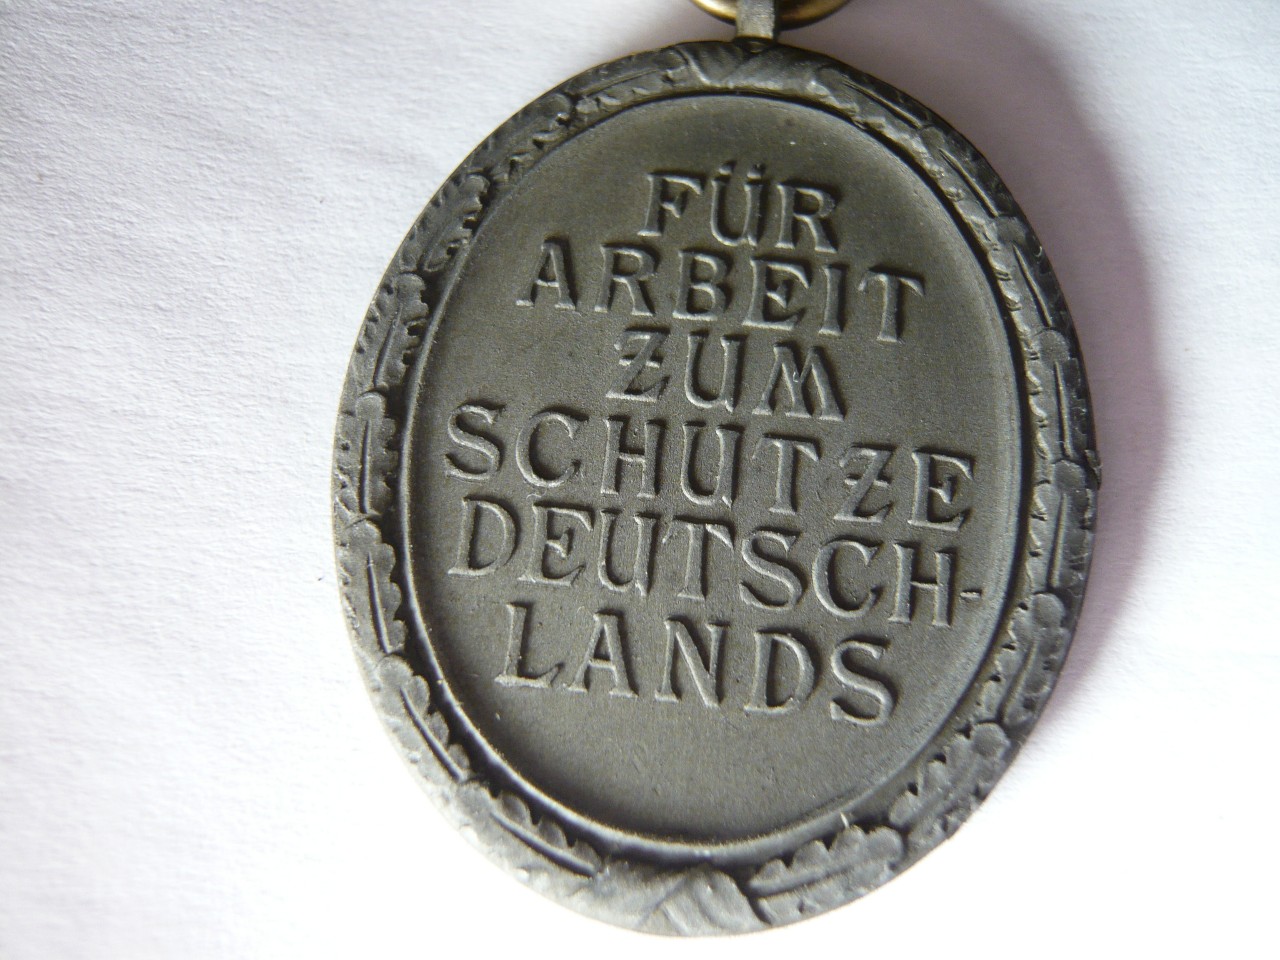 FÜR
ARBEIT
ZUM
SCHUTZE
DEUTSCH-
LANDS